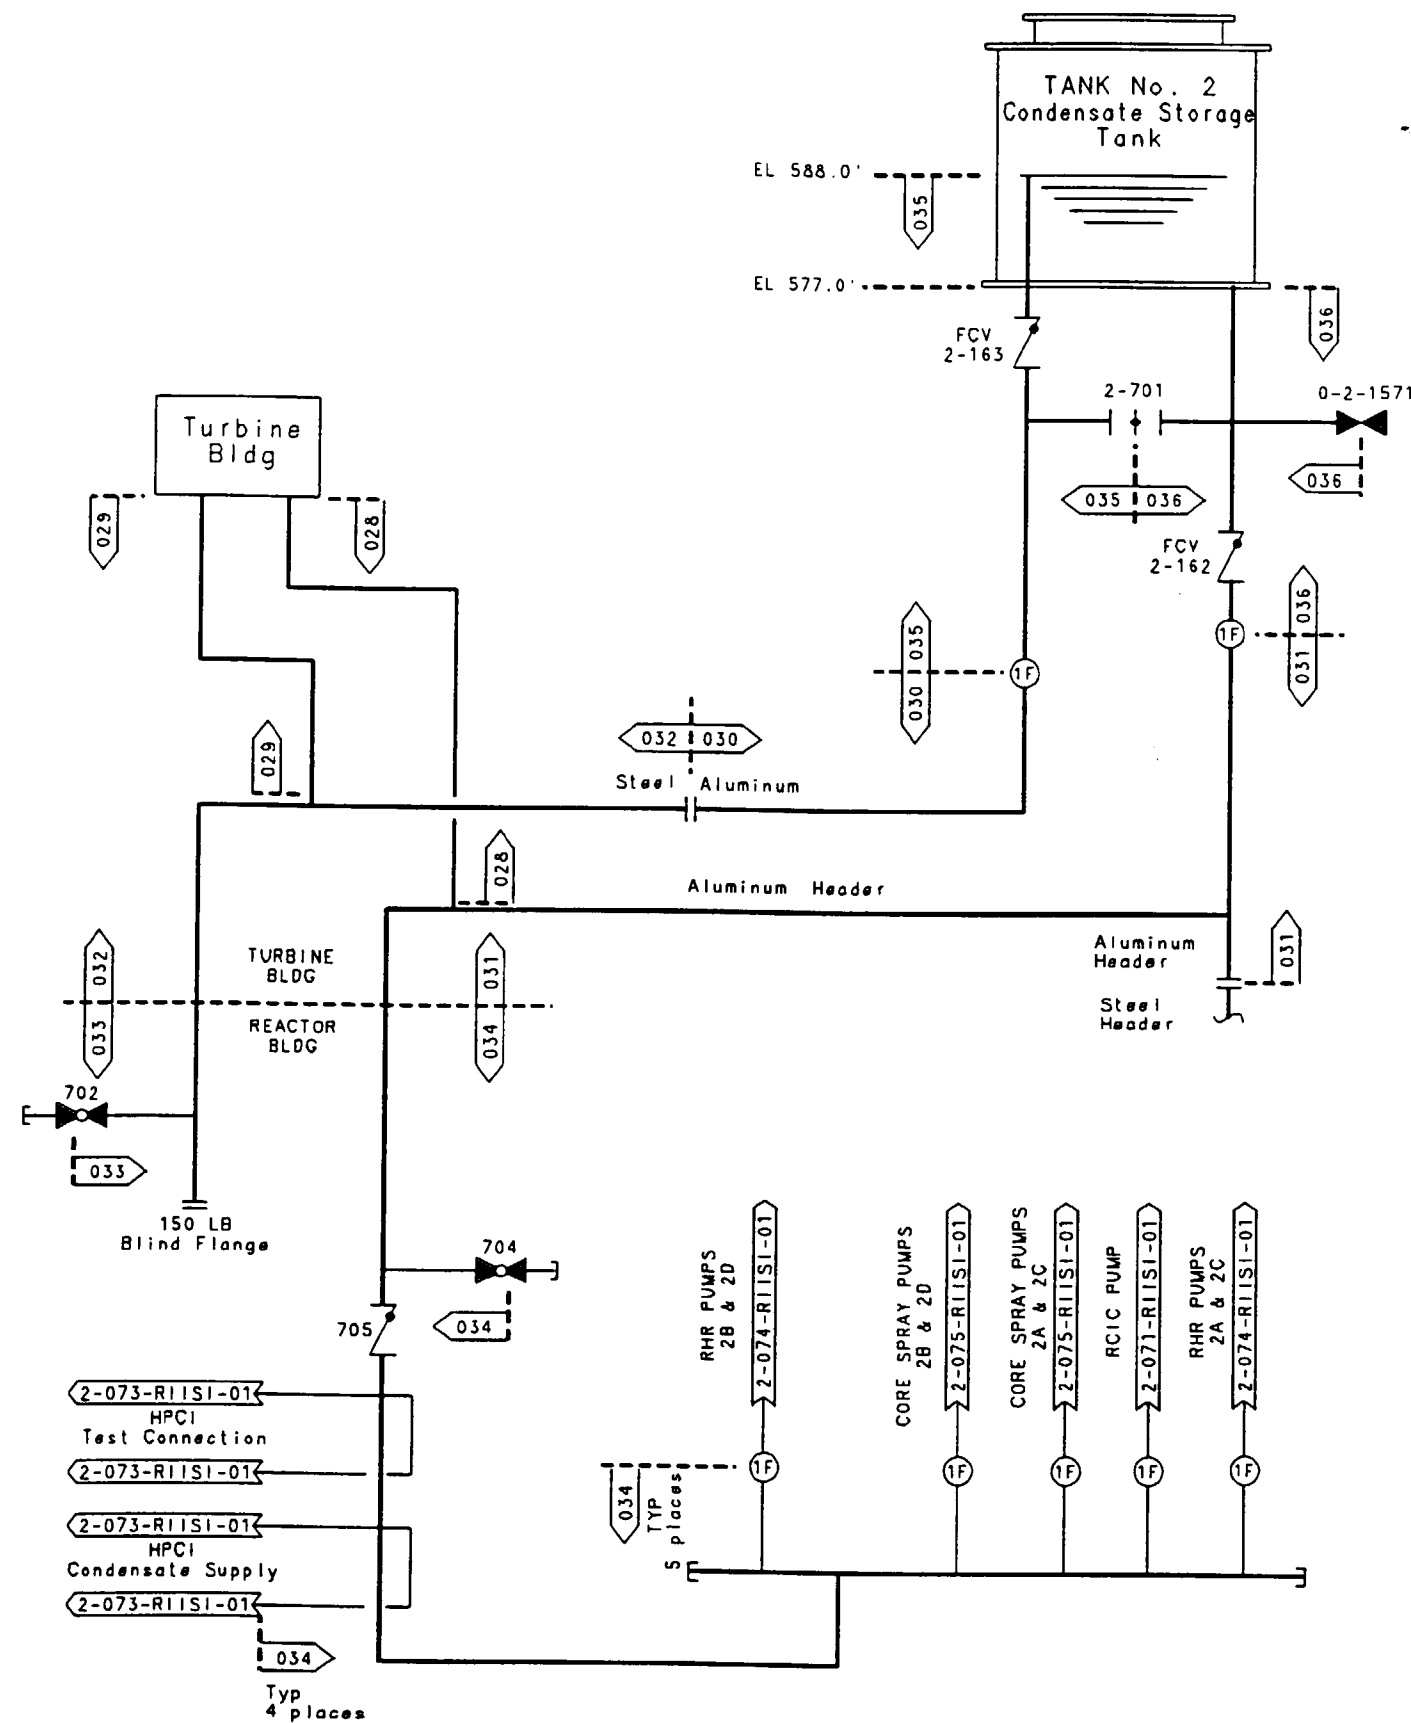 TANK No. 2
Condensate Storage
Tank
EL 588.0'
035
EL 577.0'
036
FCV
2-163
2-701
0-2-1571
035 036
036
FCV
2-162
Turbine
Bldg
029
028
030 035
1F
031 036
1F
032 030
Steel Aluminum
029
028
Aluminum Header
Aluminum
Header
031
Steel
Header
033 032
TURBINE
BLDG
034 031
REACTOR
BLDG
702
033
150 LB
Blind Flange
704
034
705
2-073-RIISI-01
HPCI
Test Connection
2-073-RIISI-01
2-073-RIISI-01
HPCI
Condensate Supply
2-073-RIISI-01
034
Typ
4 places
RHR PUMPS
2B & 2D
2-074-RIISI-01
CORE SPRAY PUMPS
2B & 2D
2-075-RIISI-01
CORE SPRAY PUMPS
2A & 2C
2-075-RIISI-01
RCIC PUMP
2-071-RIISI-01
RHR PUMPS
2A & 2C
2-074-RIISI-01
1F
1F
1F
1F
1F
034
TYP
5 places